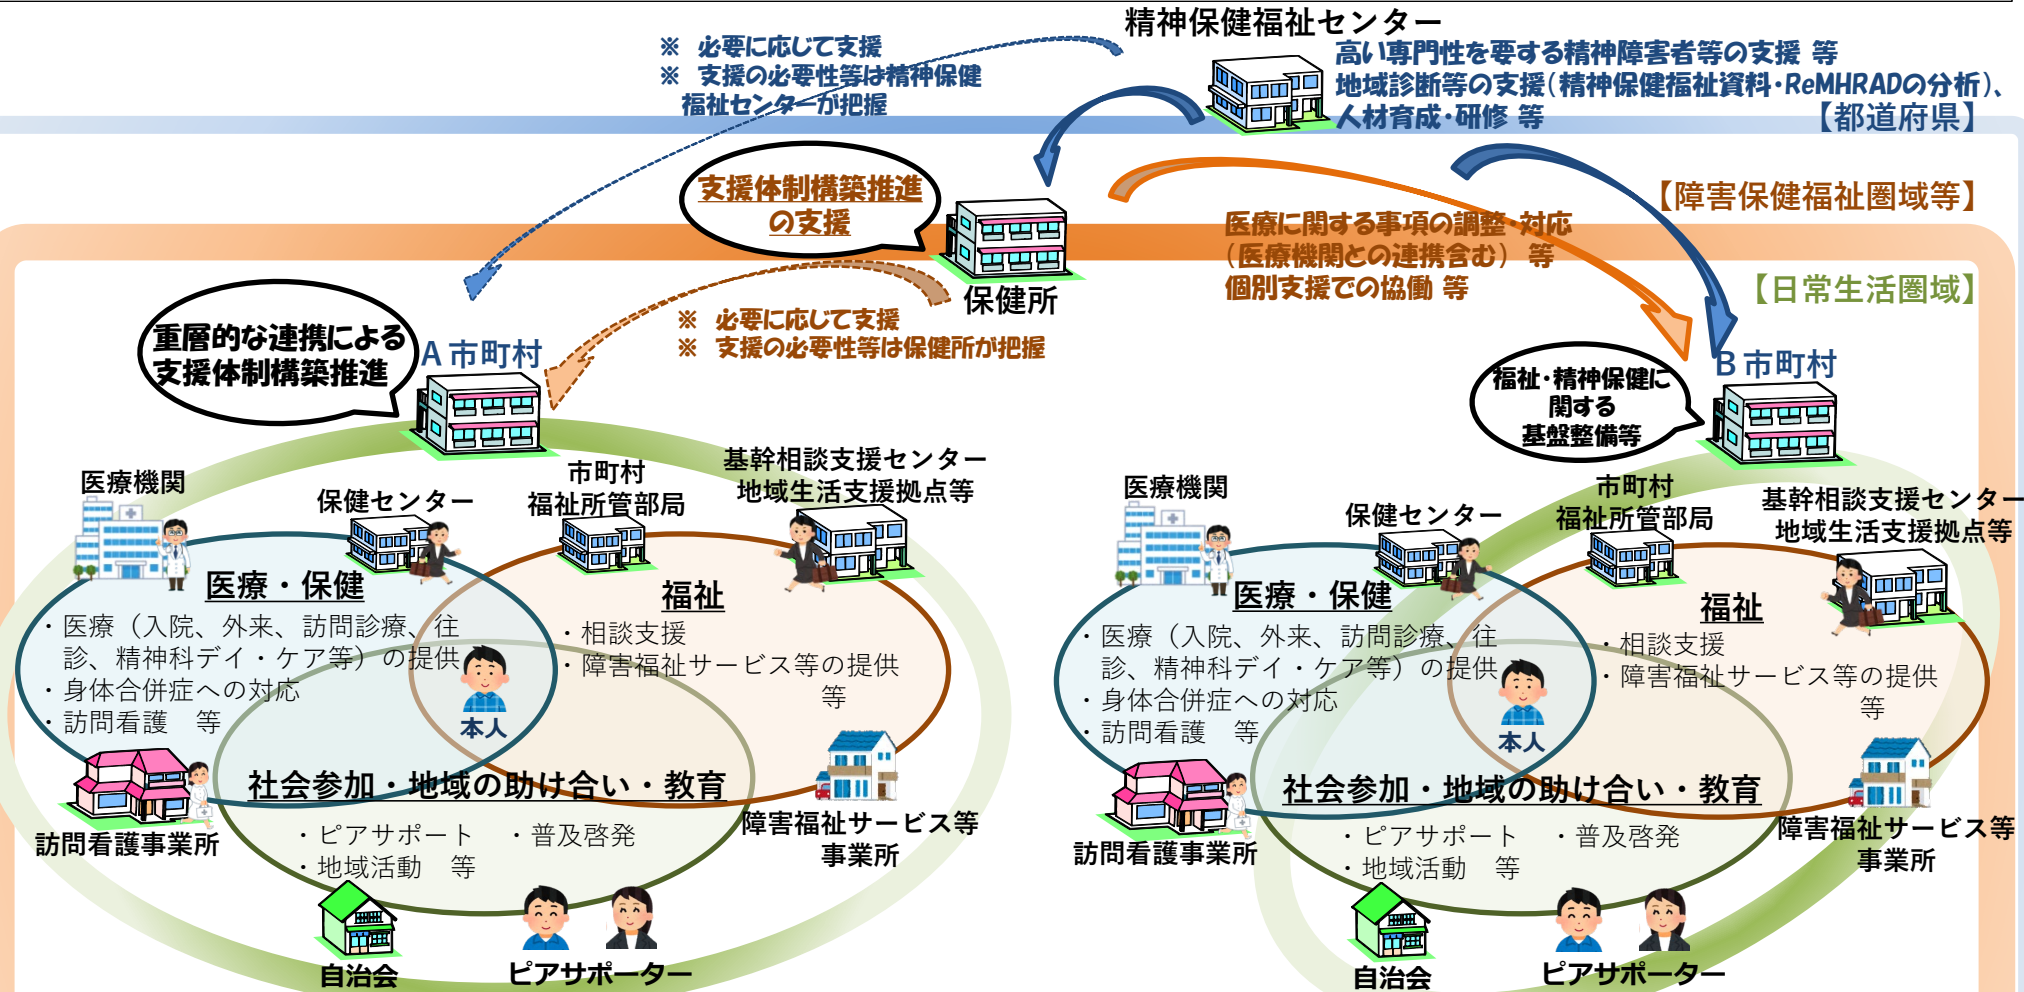 精神保健福祉センター
※　必要に応じて支援
※　支援の必要性等は精神保健
福祉センターが把握
高い専門性を要する精神障害者等の支援 等
地域診断等の支援(精神保健福祉資料・ReMHRADの分析)、
人材育成・研修 等
【都道府県】
支援体制構築推進
の支援
【障害保健福祉圏域等】
医療に関する事項の調整・対応
(医療機関との連携含む) 等
個別支援での協働 等
保健所
【日常生活圏域】
※　必要に応じて支援
※　支援の必要性等は保健所が把握
重層的な連携による
支援体制構築推進
A市町村
福祉・精神保健に
関する
基盤整備等
B市町村
医療機関
保健センター
市町村
福祉所管部局
基幹相談支援センター
地域生活支援拠点等
医療・保健
・医療（入院、外来、訪問診療、往
診、精神科デイ・ケア等）の提供
・身体合併症への対応
・訪問看護　等
福祉
・相談支援
・障害福祉サービス等の提供
等
本人
社会参加・地域の助け合い・教育
・ピアサポート　・普及啓発
・地域活動　等
訪問看護事業所
障害福祉サービス等
事業所
自治会
ピアサポーター
医療機関
保健センター
市町村
福祉所管部局
基幹相談支援センター
地域生活支援拠点等
医療・保健
・医療（入院、外来、訪問診療、往
診、精神科デイ・ケア等）の提供
・身体合併症への対応
・訪問看護　等
福祉
・相談支援
・障害福祉サービス等の提供
等
本人
社会参加・地域の助け合い・教育
・ピアサポート　・普及啓発
・地域活動　等
訪問看護事業所
障害福祉サービス等
事業所
自治会
ピアサポーター